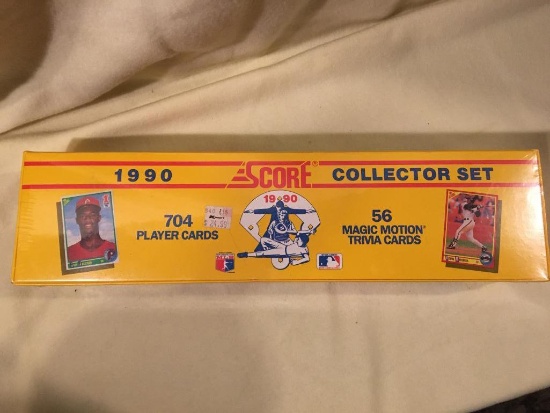 1990 SCORE® COLLECTOR SET
1990
704
PLAYER CARDS
56
MAGIC MOTION®
TRIVIA CARDS